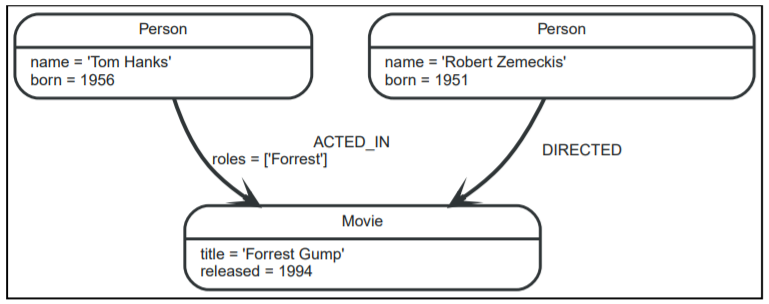 Person
name = 'Tom Hanks'
born = 1956
Person
name = 'Robert Zemeckis'
born = 1951
ACTED_IN
roles = ['Forrest']
DIRECTED
Movie
title = 'Forrest Gump'
released = 1994